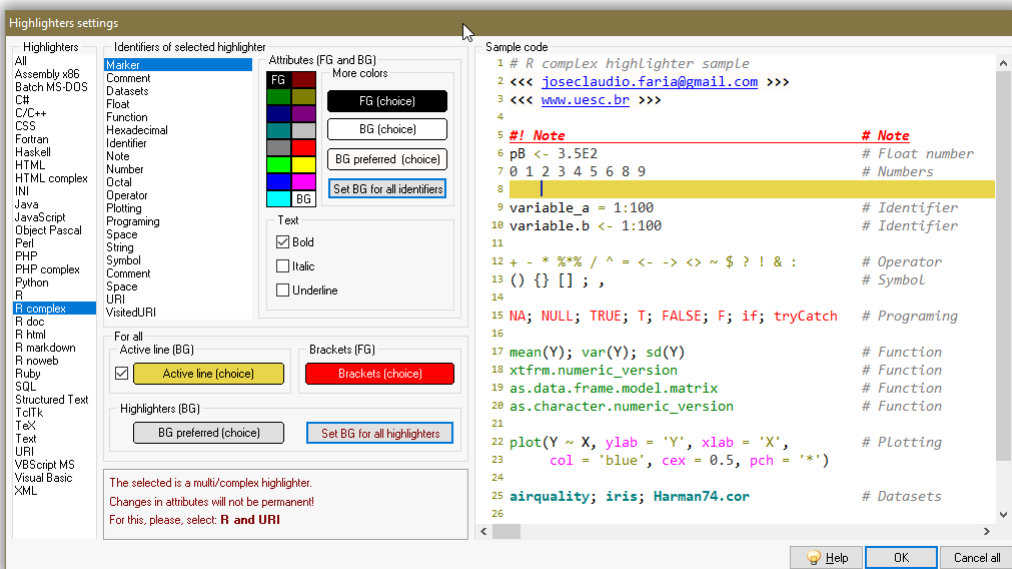 Highlighters settings
Highlighters
All
Assembly x86
Batch MS-DOS
C#
C/C++
CSS
Fortran
Haskell
HTML
HTML complex
INI
Java
JavaScript
Object Pascal
Perl
PHP
PHP complex
Python
R
R complex
R doc
R html
R markdown
R noweb
Ruby
SQL
Structured Text
TclTk
TeX
Text
URI
VBScript MS
Visual Basic
XML
Identifiers of selected highlighter
Marker
Comment
Datasets
Float
Function
Hexadecimal
Identifier
Note
Number
Octal
Operator
Plotting
Programing
Space
String
Symbol
Comment
Space
URI
VisitedURI
Attributes (FG and BG)
FG
BG
More colors
FG (choice)
BG (choice)
BG preferred (choice)
Set BG for all identifiers
Text
Bold
Italic
Underline
For all
Active line (BG)
Active line (choice)
Brackets (FG)
Brackets (choice)
Highlighters (BG)
BG preferred (choice)
Set BG for all highlighters
The selected is a multi/complex highlighter.
Changes in attributes will not be permanent!
For this, please, select: R and URI
Sample code
1 # R complex highlighter sample
2 <<< joseclaudio.faria@gmail.com >>>
3 <<< www.uesc.br >>>
4
5 #! Note # Note
6 pB <- 3.5E2 # Float number
7 0 1 2 3 4 5 6 8 9 # Numbers
8
9 variable_a = 1:100 # Identifier
10 variable.b <- 1:100 # Identifier
11
12 + - * %*% / ^ = <- -> <> ~ $ ? ! & : # Operator
13 () {} [] ; , # Symbol
14
15 NA; NULL; TRUE; T; FALSE; F; if; tryCatch # Programing
16
17 mean(Y); var(Y); sd(Y) # Function
18 xtfrm.numeric_version # Function
19 as.data.frame.model.matrix # Function
20 as.character.numeric_version # Function
21
22 plot(Y ~ X, ylab = 'Y', xlab = 'X', # Plotting
23 col = 'blue', cex = 0.5, pch = '*')
24
25 airquality; iris; Harman74.cor # Datasets
26
Help
OK
Cancel all